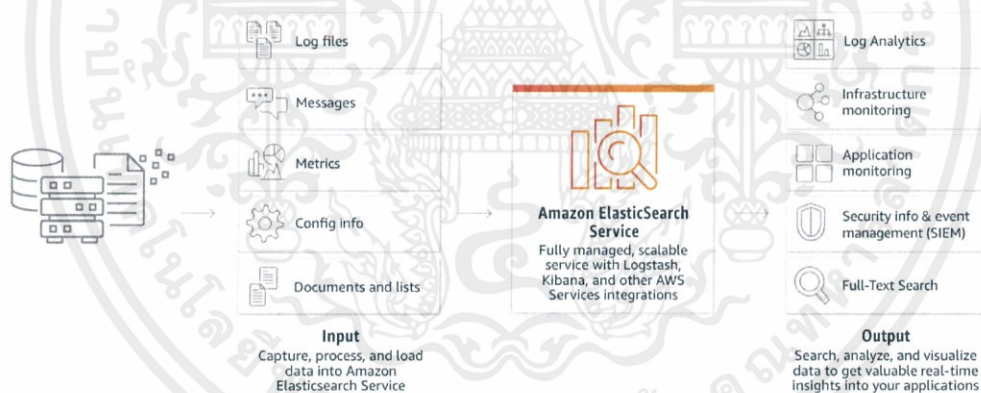 Log files
Messages
Metrics
Config info
Documents and lists
Input
Capture, process, and load
data into Amazon
Elasticsearch Service
Amazon ElasticSearch
Service
Fully managed, scalable
service with Logstash,
Kibana, and other AWS
Services integrations
Log Analytics
Infrastructure
monitoring
Application
monitoring
Security info & event
management (SIEM)
Full-Text Search
Output
Search, analyze, and visualize
data to get valuable real-time
insights into your applications